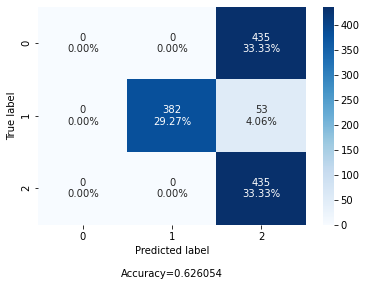 0 0 435
0.00% 0.00% 33.33%
0 382 53
0.00% 29.27% 4.06%
0 0 435
0.00% 0.00% 33.33%
0
1
2
True label
0 1 2
Predicted label
Accuracy=0.626054
400
350
300
250
200
150
100
50
0